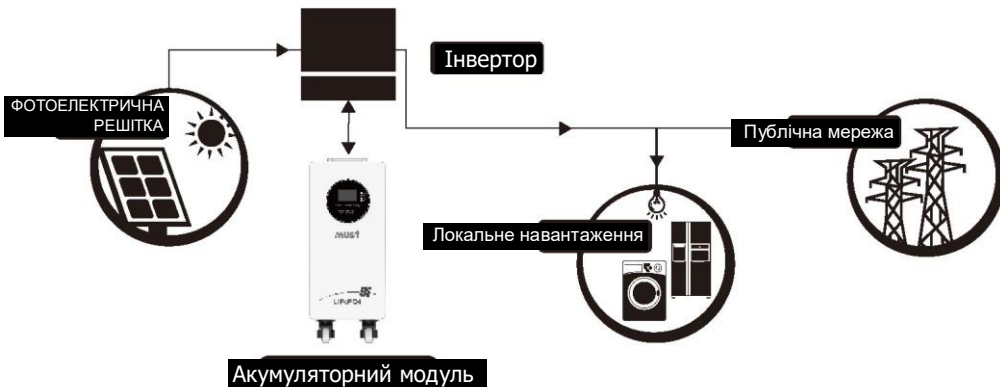 Інвертор
ФОТОЕЛЕКТРИЧНА
РЕШІТКА
Публічна мережа
MUST
Локальне навантаження
LiFePO4
Акумуляторний модуль